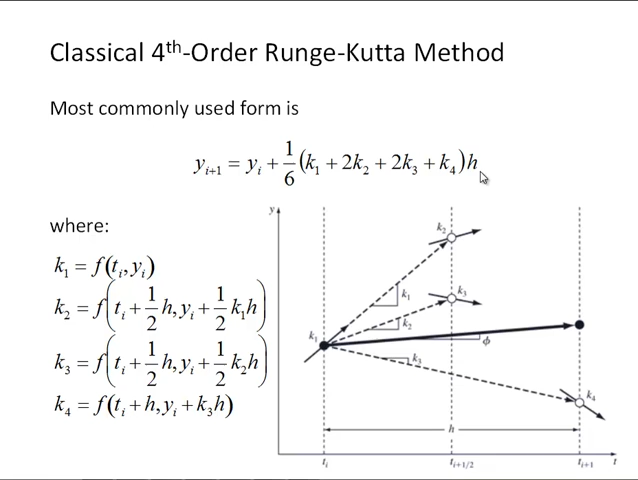 Classical 4th-Order Runge-Kutta Method
Most commonly used form is
y_{i+1} = y_i + 1/6 (k_1 + 2k_2 + 2k_3 + k_4)h
where:
k_1 = f(t_i, y_i)
k_2 = f(t_i + 1/2 h, y_i + 1/2 k_1h)
k_3 = f(t_i + 1/2 h, y_i + 1/2 k_2h)
k_4 = f(t_i + h, y_i + k_3h)
y
k_2
k_1
k_3
k_2
k_1
ϕ
k_3
k_4
h
t_i
t_{i+1/2}
t_{i+1}
t